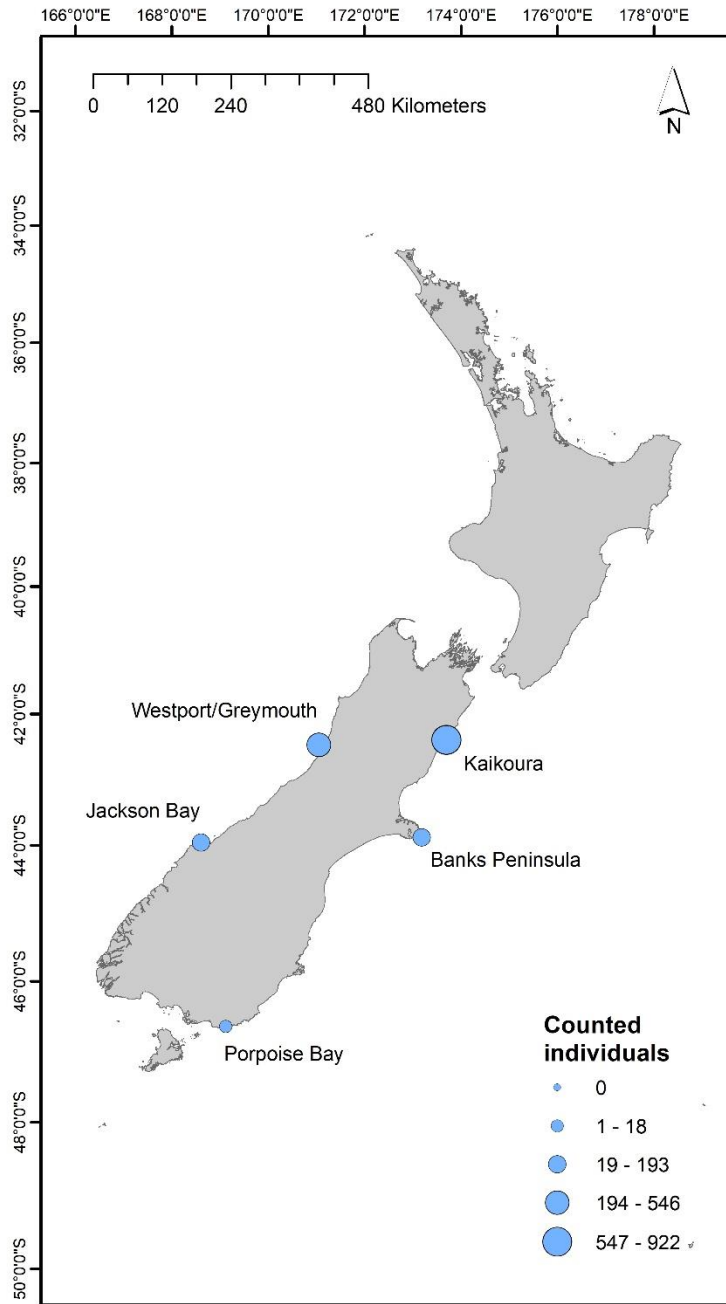 166°0'0"E 168°0'0"E 170°0'0"E 172°0'0"E 174°0'0"E 176°0'0"E 178°0'0"E
0 120 240 480 Kilometers
N
32°0'0"S
34°0'0"S
36°0'0"S
38°0'0"S
40°0'0"S
42°0'0"S
44°0'0"S
46°0'0"S
48°0'0"S
50°0'0"S
Westport/Greymouth
Kaikoura
Jackson Bay
Banks Peninsula
Porpoise Bay
Counted
individuals
0
1 - 18
19 - 193
194 - 546
547 - 922